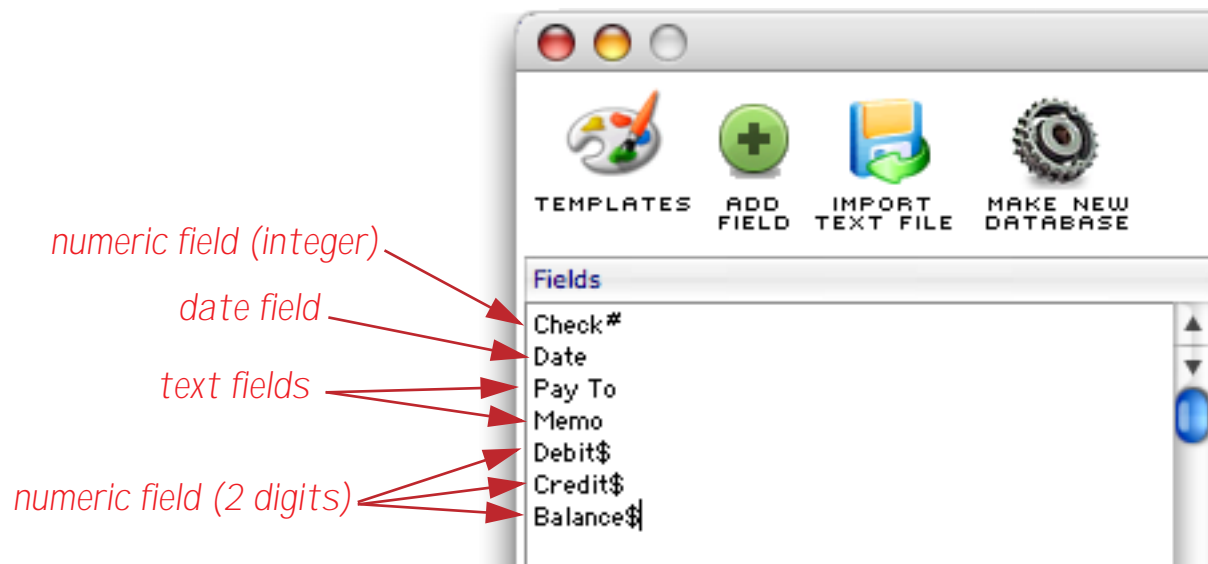 TEMPLATES
ADD
FIELD
IMPORT
TEXT FILE
MAKE NEW
DATABASE
Fields
numeric field (integer)
Check#
date field
Date
text fields
Pay To
Memo
numeric field (2 digits)
Debit$
Credit$
Balance$